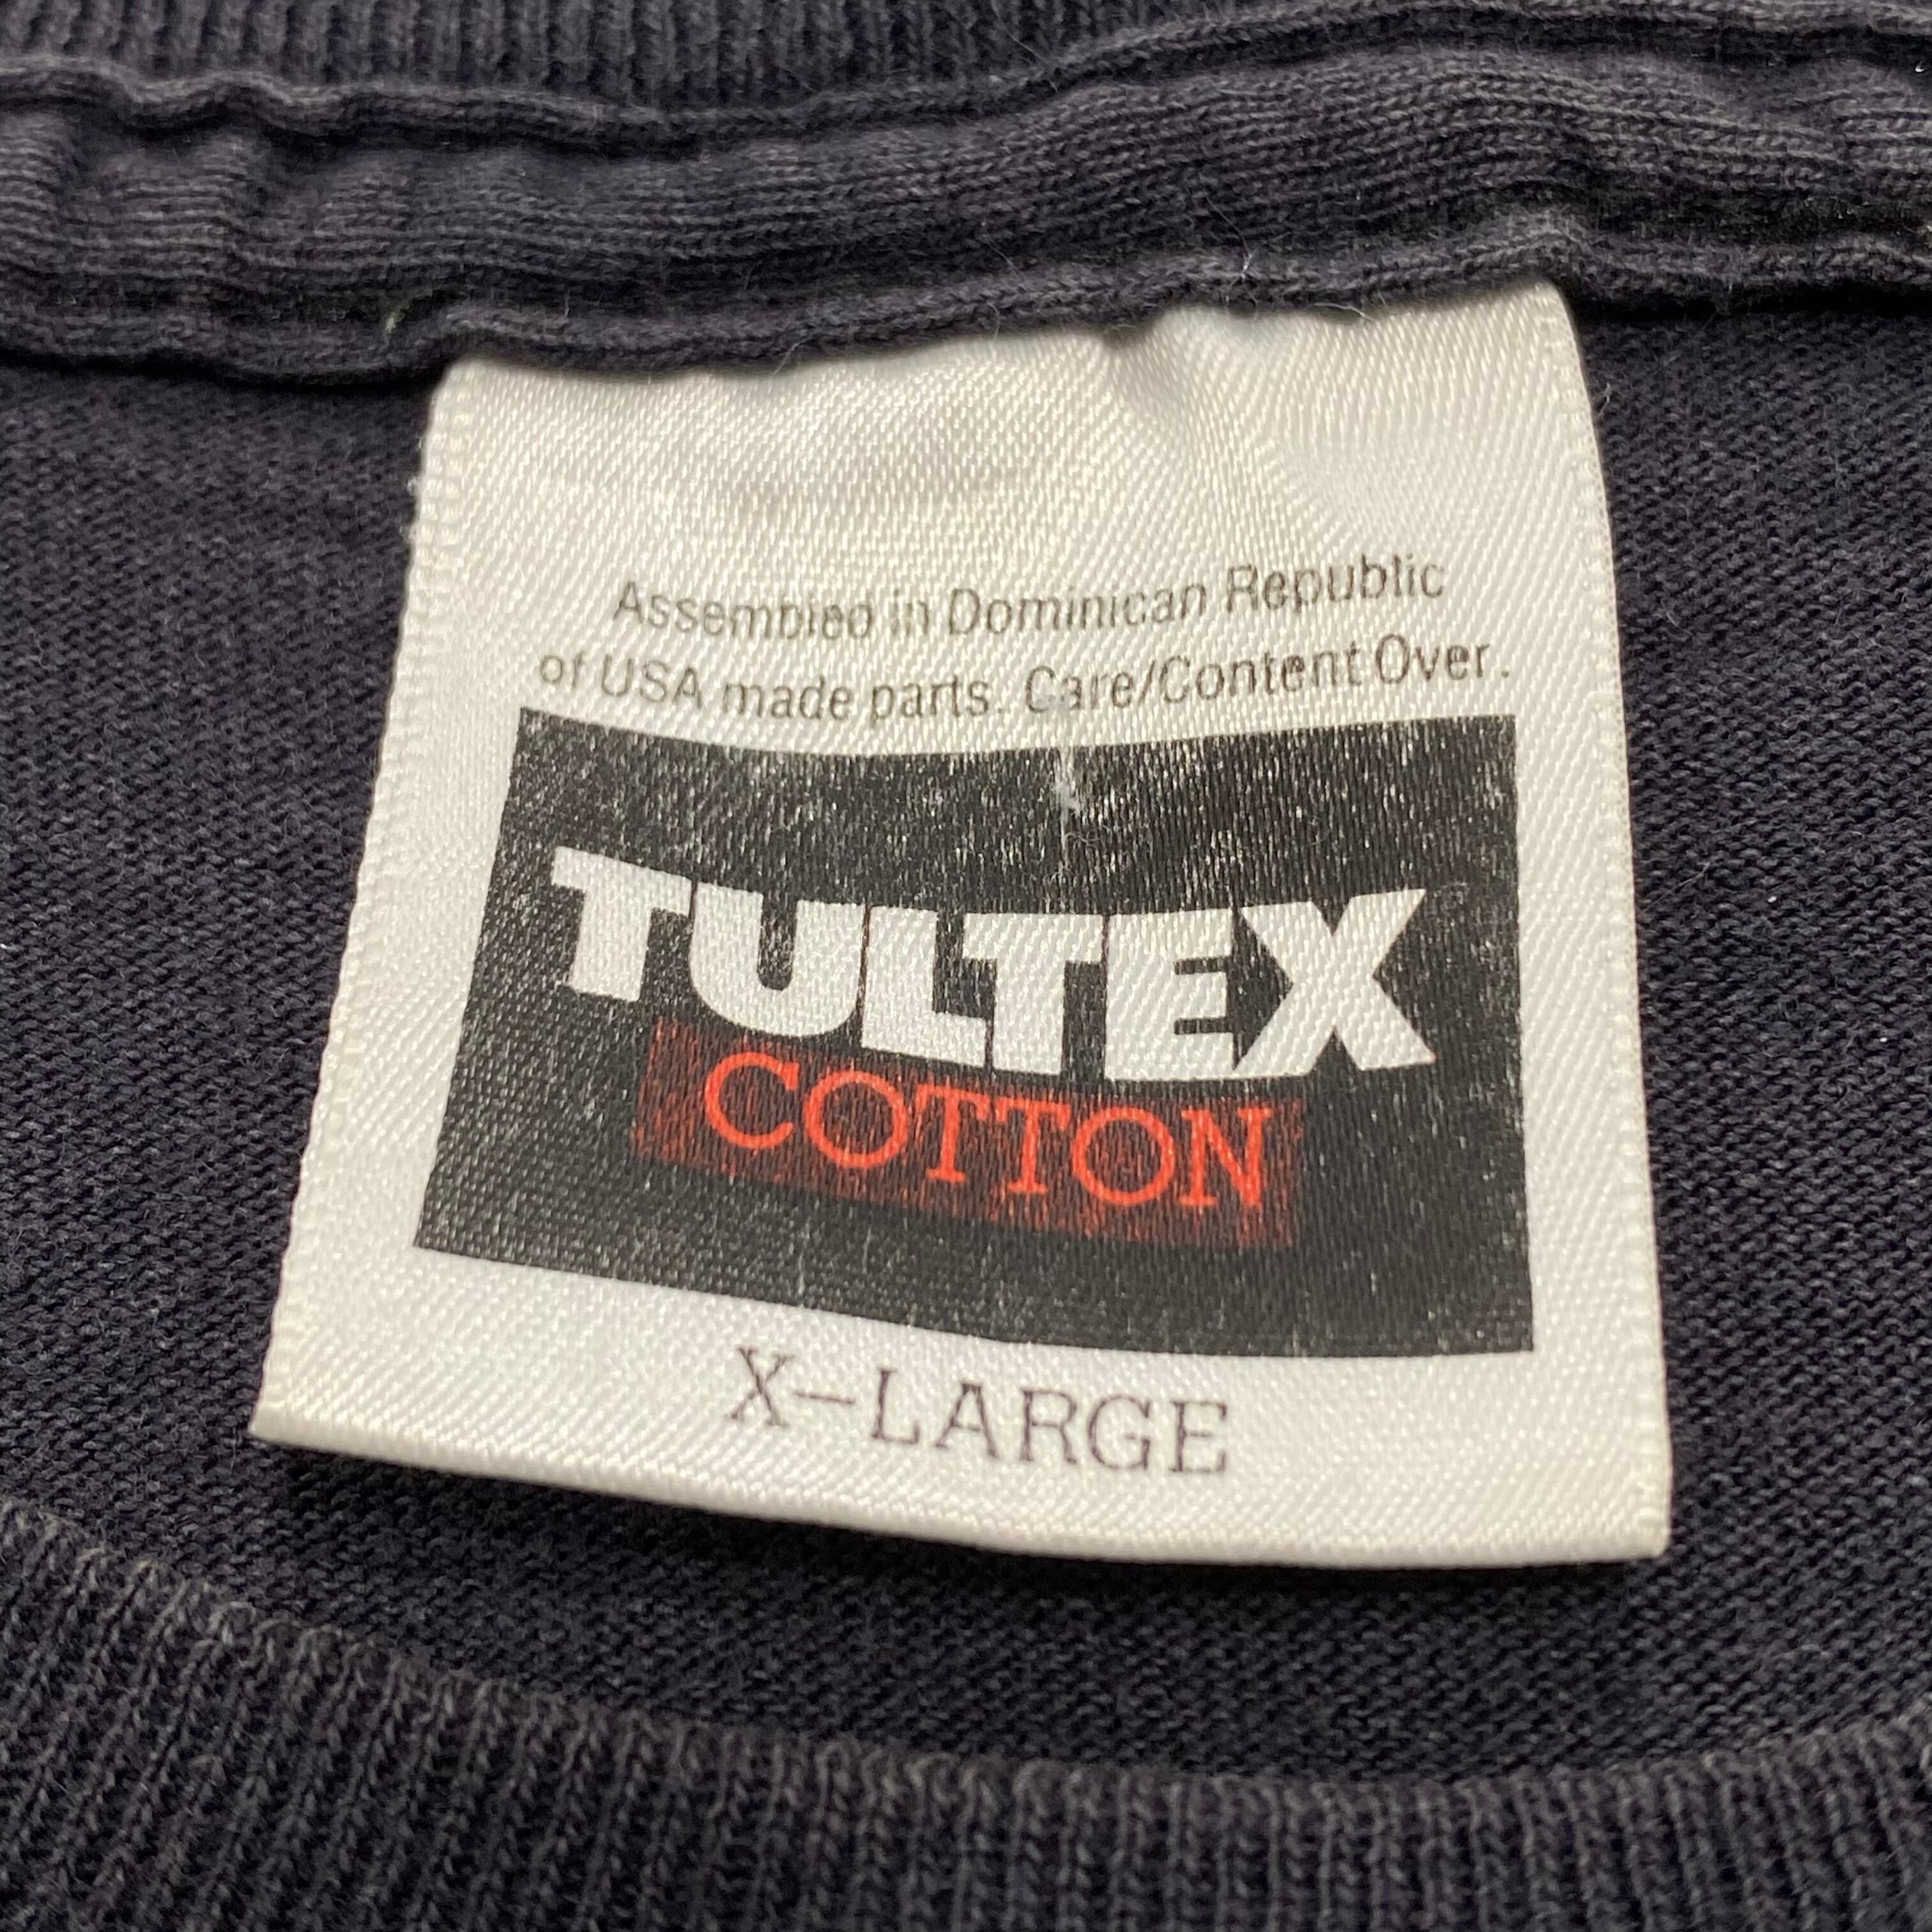 Assembled in Dominican Republic
of USA made parts. Care/Content Over.
TULTEX
COTTON
X-LARGE